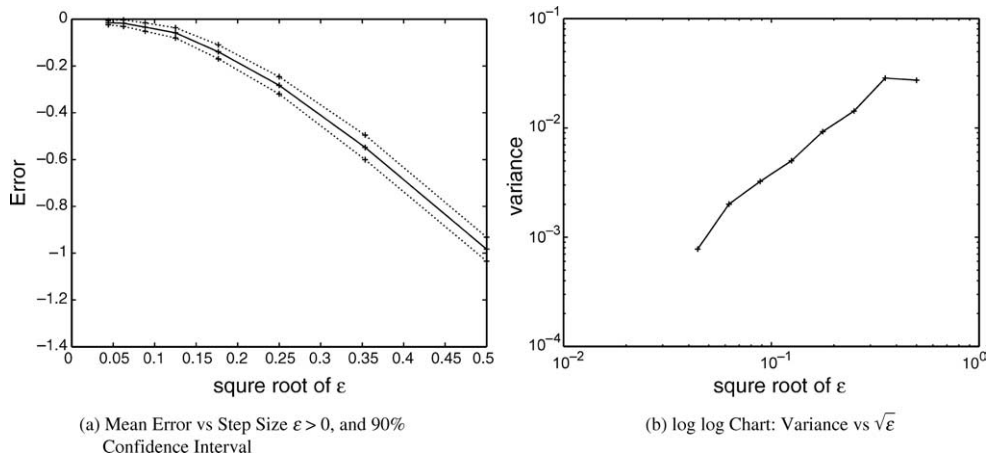 0
−0.2
−0.4
−0.6
−0.8
−1
−1.2
−1.4
Error
0 0.05 0.1 0.15 0.2 0.25 0.3 0.35 0.4 0.45 0.5
squre root of ε
(a) Mean Error vs Step Size ε > 0, and 90%
Confidence Interval
10⁻¹
10⁻²
10⁻³
10⁻⁴
variance
10⁻² 10⁻¹ 10⁰
squre root of ε
(b) log log Chart: Variance vs √ε